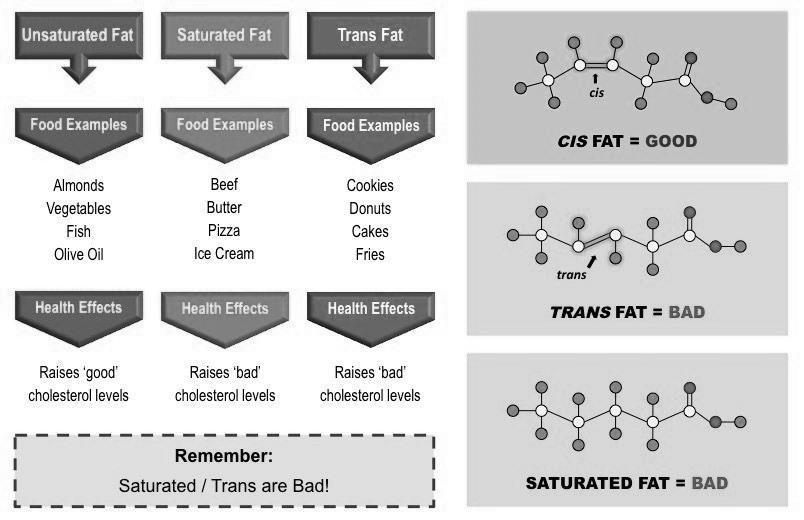 Unsaturated Fat
Saturated Fat
Trans Fat
Food Examples
Food Examples
Food Examples
Almonds
Vegetables
Fish
Olive Oil
Beef
Butter
Pizza
Ice Cream
Cookies
Donuts
Cakes
Fries
Health Effects
Health Effects
Health Effects
Raises ‘good’
cholesterol levels
Raises ‘bad’
cholesterol levels
Raises ‘bad’
cholesterol levels
Remember:
Saturated / Trans are Bad!
cis
CIS FAT = GOOD
trans
TRANS FAT = BAD
SATURATED FAT = BAD